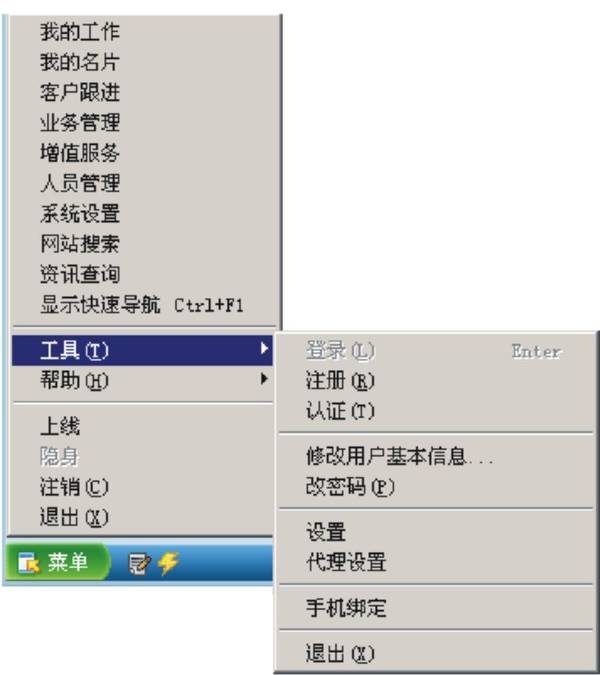 我的工作
我的名片
客户跟进
业务管理
增值服务
人员管理
系统设置
网站搜索
资讯查询
显示快速导航 Ctrl+F1
工具(T)
帮助(H)
上线
隐身
注销(C)
退出(X)
菜单
登录(L) Enter
注册(R)
认证(T)
修改用户基本信息...
改密码(P)
设置
代理设置
手机绑定
退出(X)